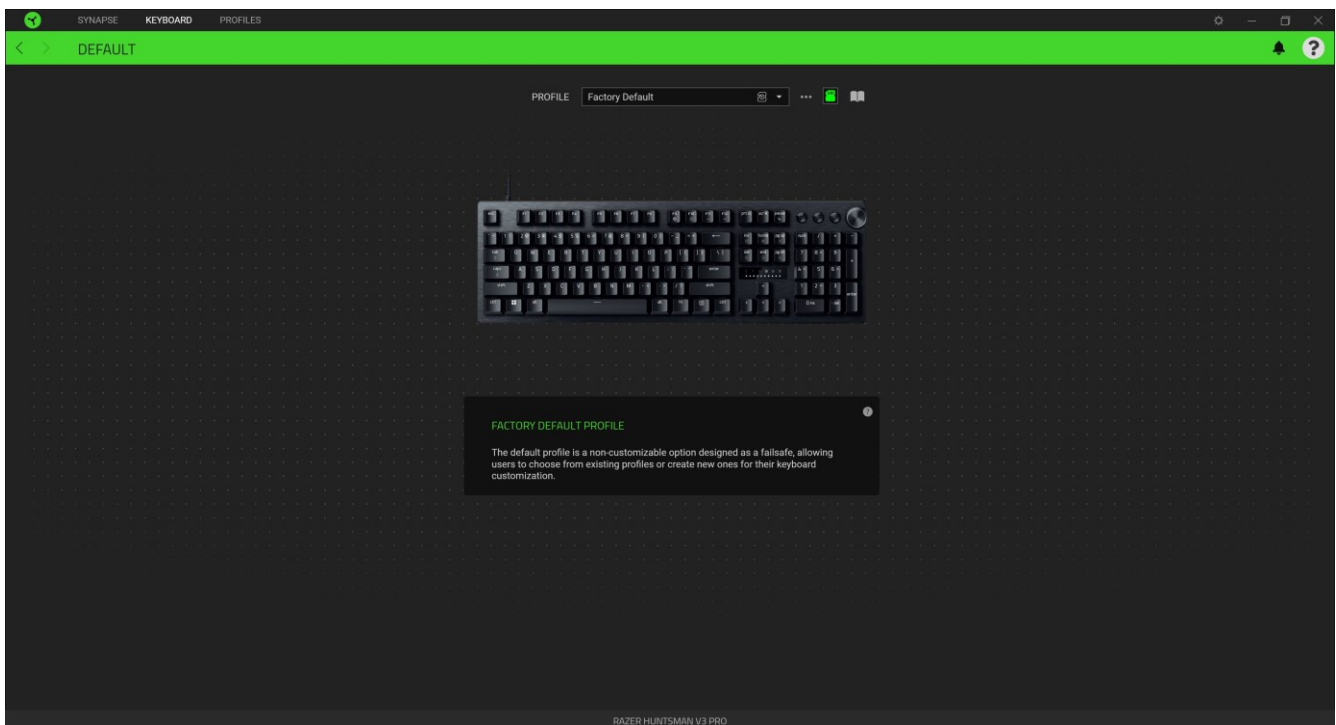 SYNAPSE KEYBOARD PROFILES
DEFAULT
PROFILE Factory Default
FACTORY DEFAULT PROFILE
The default profile is a non-customizable option designed as a failsafe, allowing
users to choose from existing profiles or create new ones for their keyboard
customization.
RAZER HUNTSMAN V3 PRO